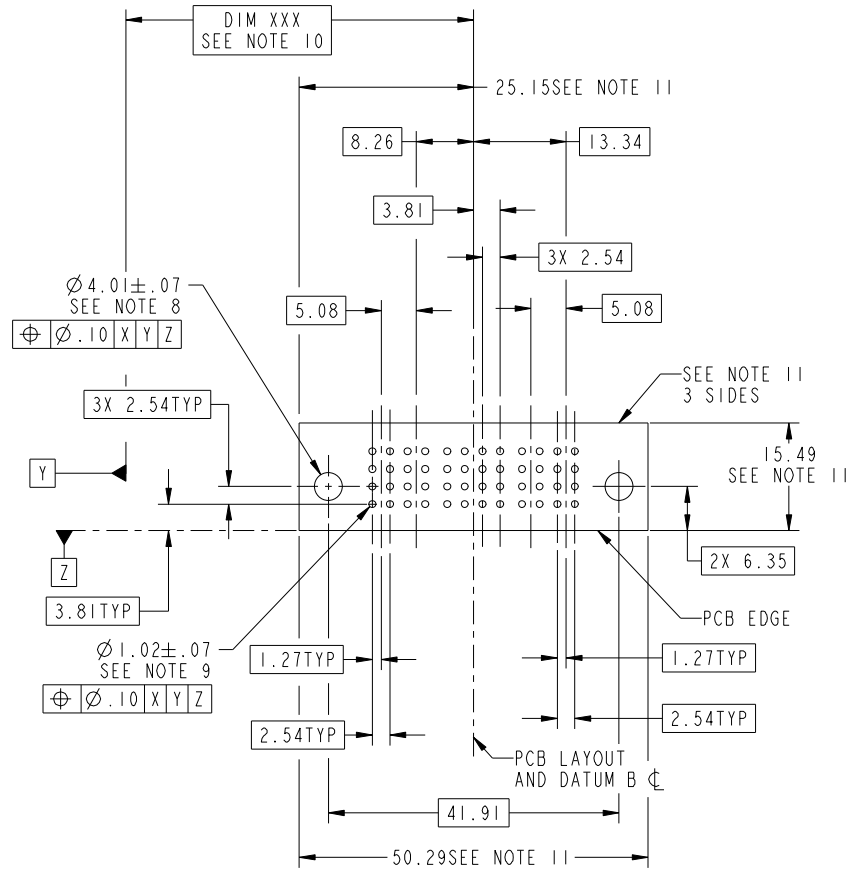 DIM XXX
SEE NOTE 10
25.15SEE NOTE 11
8.26
13.34
3.81
3X 2.54
Ø4.01±.07
SEE NOTE 8
⌖ Ø.10 X Y Z
5.08
5.08
SEE NOTE 11
3 SIDES
3X 2.54TYP
15.49
SEE NOTE 11
Y
Z
2X 6.35
3.81TYP
PCB EDGE
Ø1.02±.07
SEE NOTE 9
⌖ Ø.10 X Y Z
1.27TYP
1.27TYP
2.54TYP
2.54TYP
PCB LAYOUT
AND DATUM B ℄
41.91
50.29SEE NOTE 11